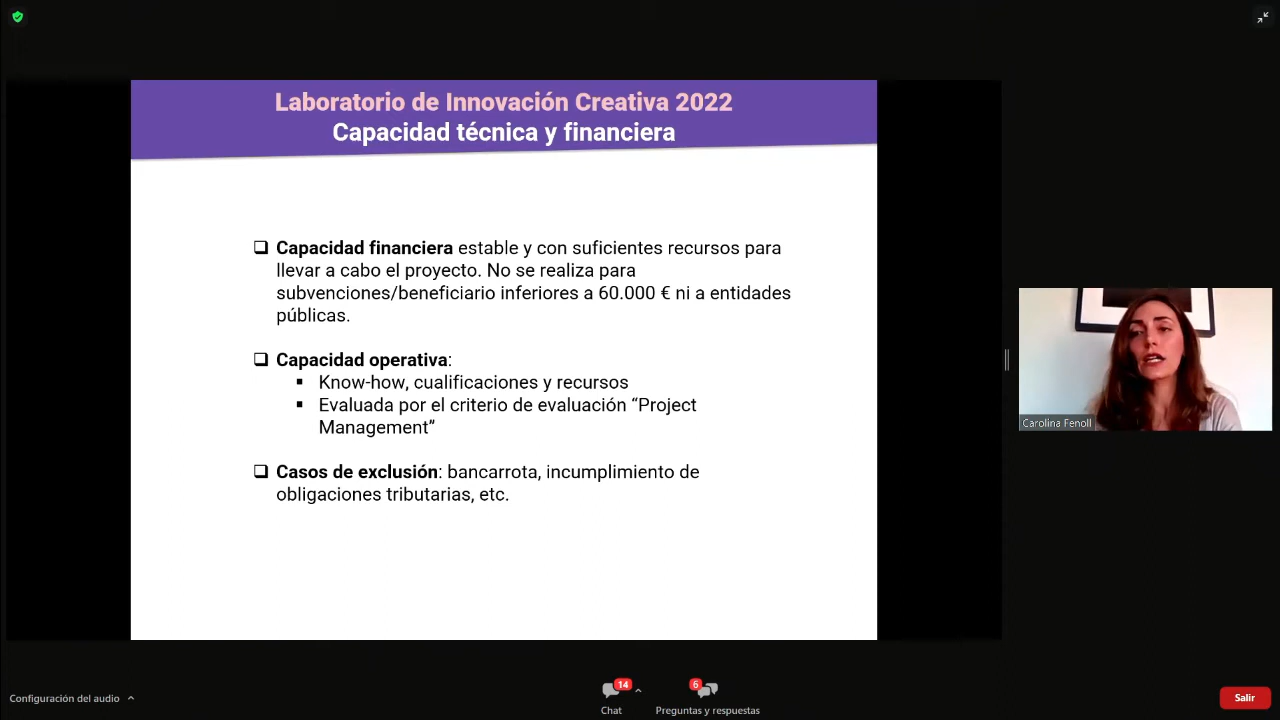 Laboratorio de Innovación Creativa 2022
Capacidad técnica y financiera
Capacidad financiera estable y con suficientes recursos para
llevar a cabo el proyecto. No se realiza para
subvenciones/beneficiario inferiores a 60.000 € ni a entidades
públicas.
Capacidad operativa:
Know-how, cualificaciones y recursos
Evaluada por el criterio de evaluación “Project
Management”
Casos de exclusión: bancarrota, incumplimiento de
obligaciones tributarias, etc.
Carolina Fenoll
Configuración del audio
14
Chat
6
Preguntas y respuestas
Salir